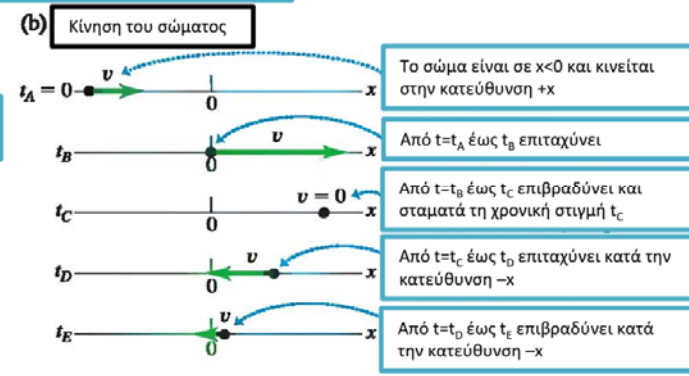 (b) Κίνηση του σώματος
v
t_A = 0
x
0
Το σώμα είναι σε x<0 και κινείται
στην κατεύθυνση +x
v
t_B
x
0
Από t=t_A έως t_B επιταχύνει
v = 0
t_C
x
0
Από t=t_B έως t_C επιβραδύνει και
σταματά τη χρονική στιγμή t_C
v
t_D
x
0
Από t=t_C έως t_D επιταχύνει κατά την
κατεύθυνση –x
v
t_E
x
0
Από t=t_D έως t_E επιβραδύνει κατά
την κατεύθυνση –x